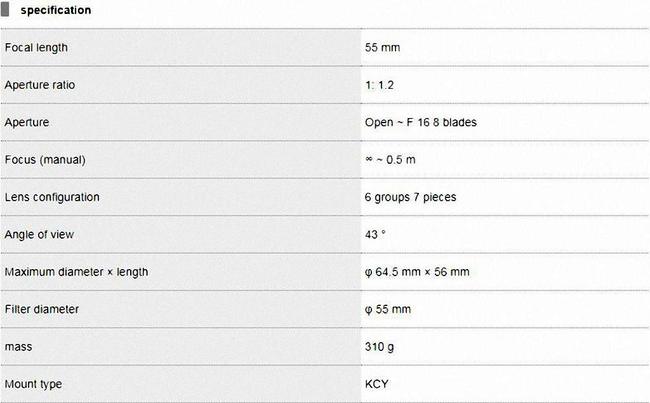 specification
Focal length 55 mm
Aperture ratio 1: 1.2
Aperture Open ~ F 16 8 blades
Focus (manual) ∞ ~ 0.5 m
Lens configuration 6 groups 7 pieces
Angle of view 43 °
Maximum diameter × length φ 64.5 mm × 56 mm
Filter diameter φ 55 mm
mass 310 g
Mount type KCY